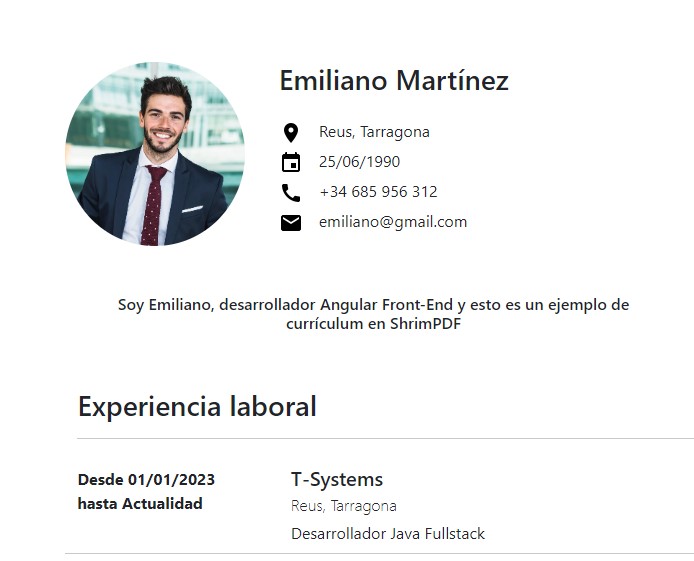 Emiliano Martínez
Reus, Tarragona
25/06/1990
+34 685 956 312
emiliano@gmail.com
Soy Emiliano, desarrollador Angular Front-End y esto es un ejemplo de
currículum en ShrimPDF
Experiencia laboral
Desde 01/01/2023
hasta Actualidad
T-Systems
Reus, Tarragona
Desarrollador Java Fullstack